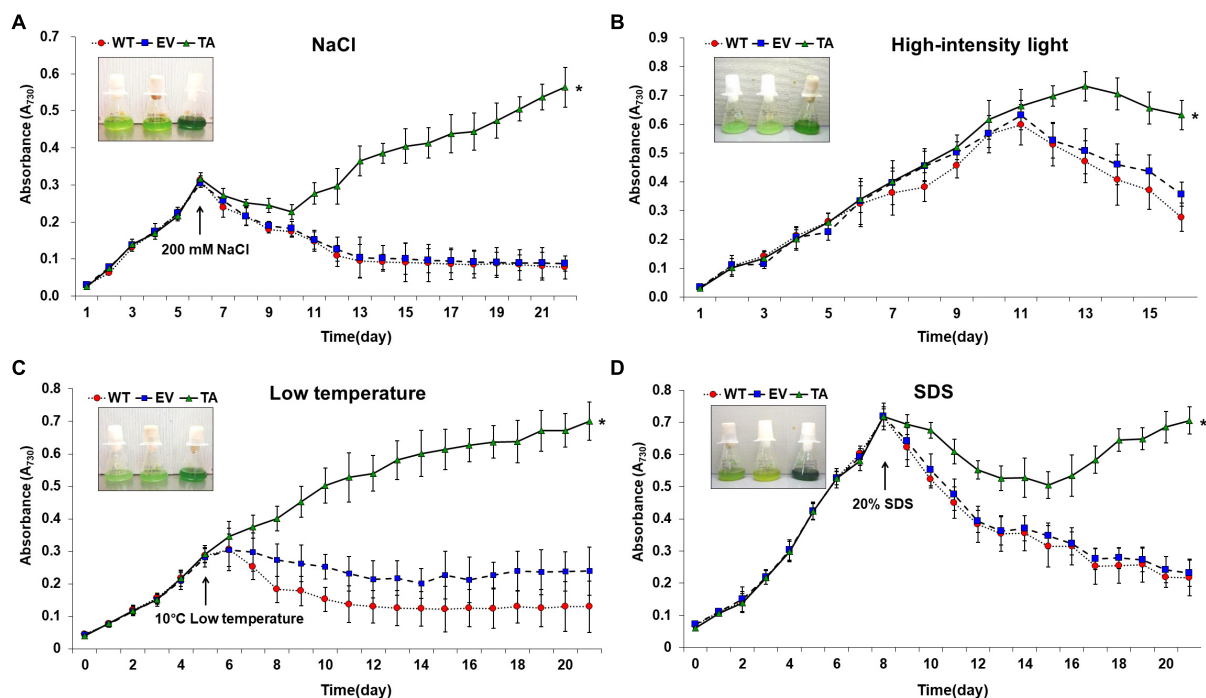 A
NaCl
WT EV TA
Absorbance (A730)
0.7
0.6
0.5
0.4
0.3
0.2
0.1
0.0
*
200 mM NaCl
1 3 5 7 9 11 13 15 17 19 21
Time(day)
B
High-intensity light
WT EV TA
Absorbance (A730)
0.9
0.8
0.7
0.6
0.5
0.4
0.3
0.2
0.1
0.0
*
1 3 5 7 9 11 13 15
Time(day)
C
Low temperature
WT EV TA
Absorbance (A730)
0.8
0.7
0.6
0.5
0.4
0.3
0.2
0.1
0
*
10°C Low temperature
0 2 4 6 8 10 12 14 16 18 20
Time(day)
D
SDS
WT EV TA
Absorbance (A730)
0.8
0.7
0.6
0.5
0.4
0.3
0.2
0.1
0
*
20% SDS
0 2 4 6 8 10 12 14 16 18 20
Time(day)